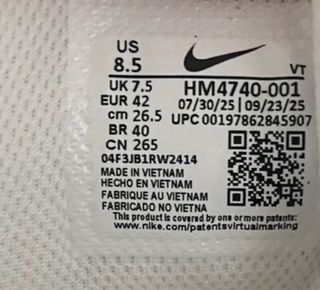 US
8.5
VT
UK 7.5
HM4740-001
EUR 42
07/30/25 | 09/23/25
cm 26.5
UPC 00197862845907
BR 40
CN 265
04F3JB1RW2414
MADE IN VIETNAM
HECHO EN VIETNAM
FABRIQUE AU VIETNAM
FABRICADO NO VIETNAM
This product is covered by one or more patents:
www.nike.com/patentsvirtualmarking